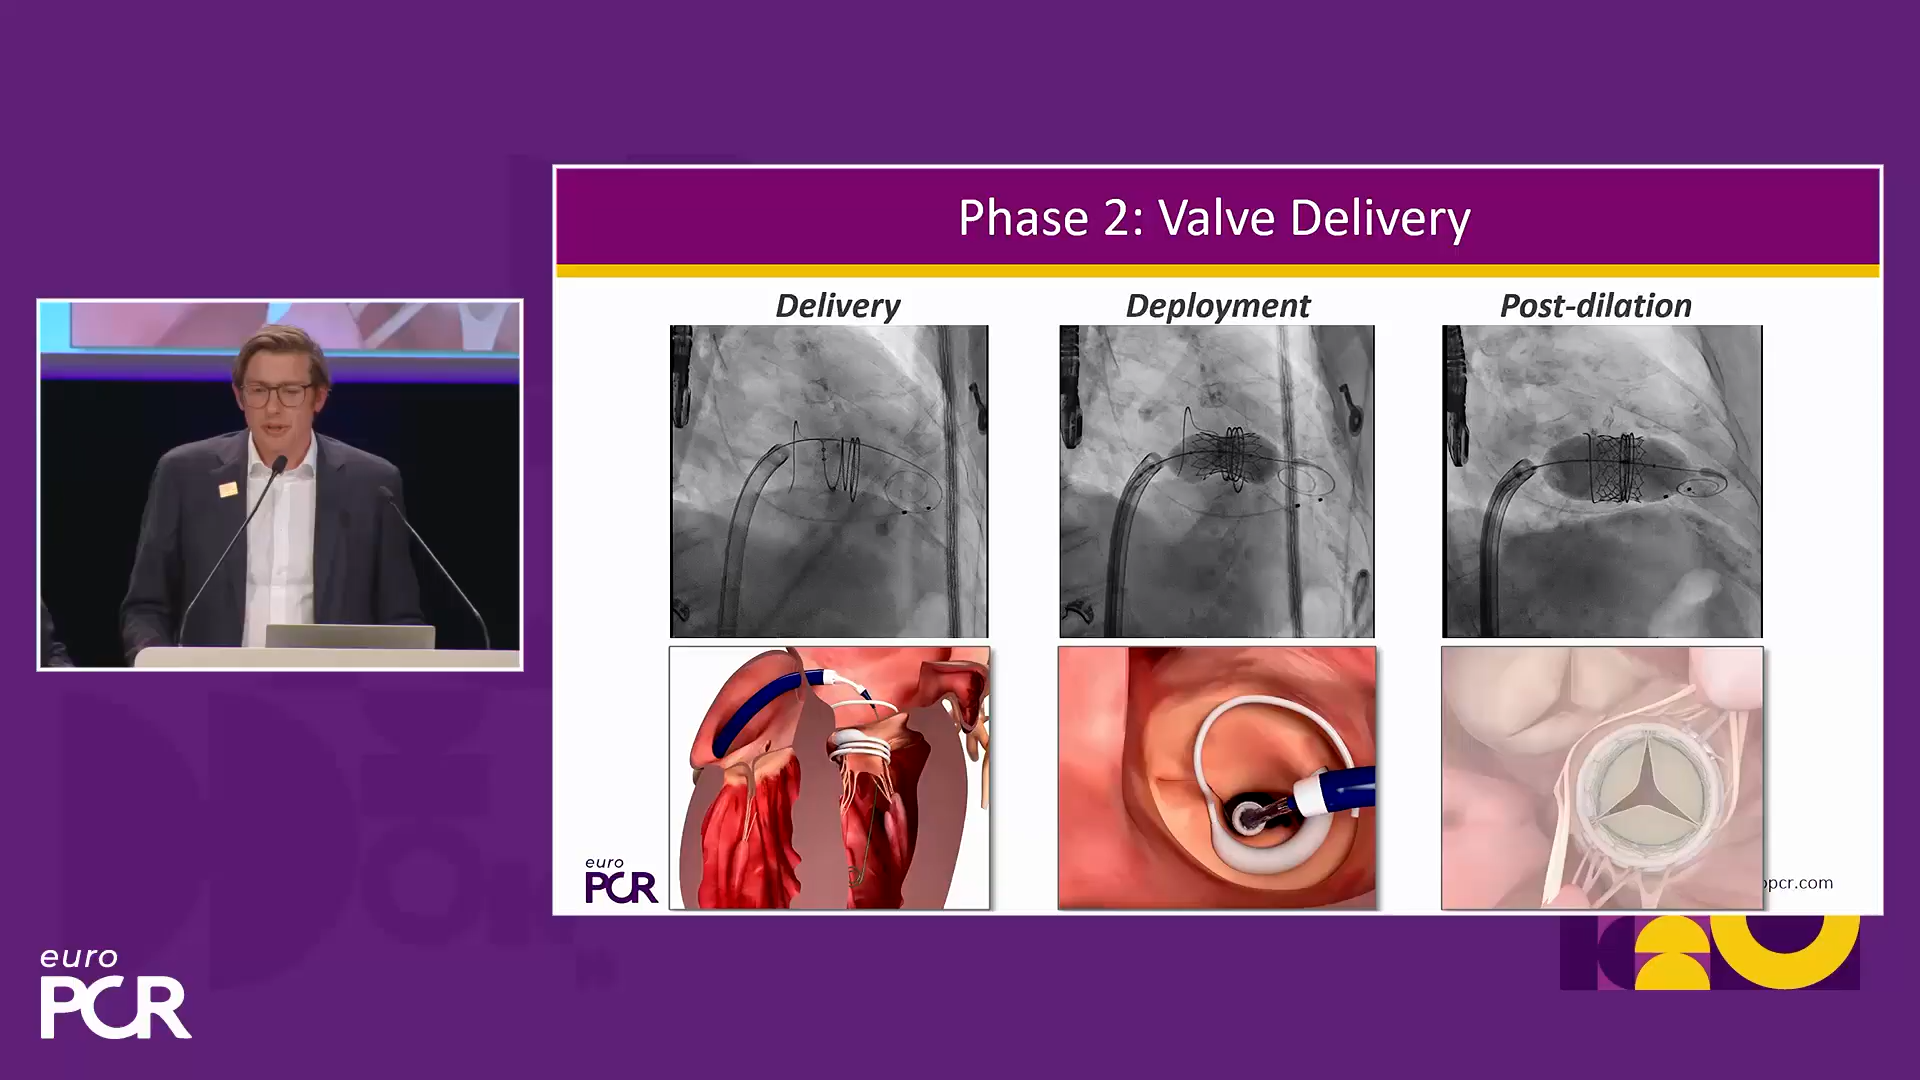 Phase 2: Valve Delivery
Delivery
Deployment
Post-dilation
euro
PCR
pcr.com
euro
PCR